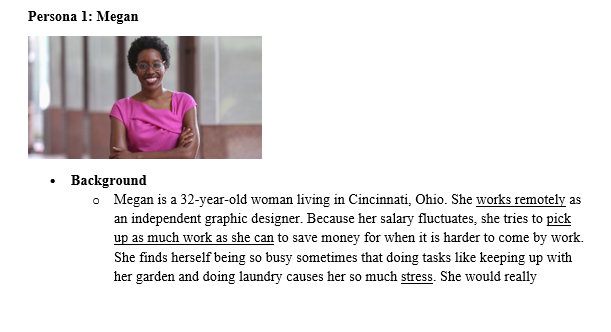 Persona 1: Megan
• Background
o Megan is a 32-year-old woman living in Cincinnati, Ohio. She works remotely as
an independent graphic designer. Because her salary fluctuates, she tries to pick
up as much work as she can to save money for when it is harder to come by work.
She finds herself being so busy sometimes that doing tasks like keeping up with
her garden and doing laundry causes her so much stress. She would really